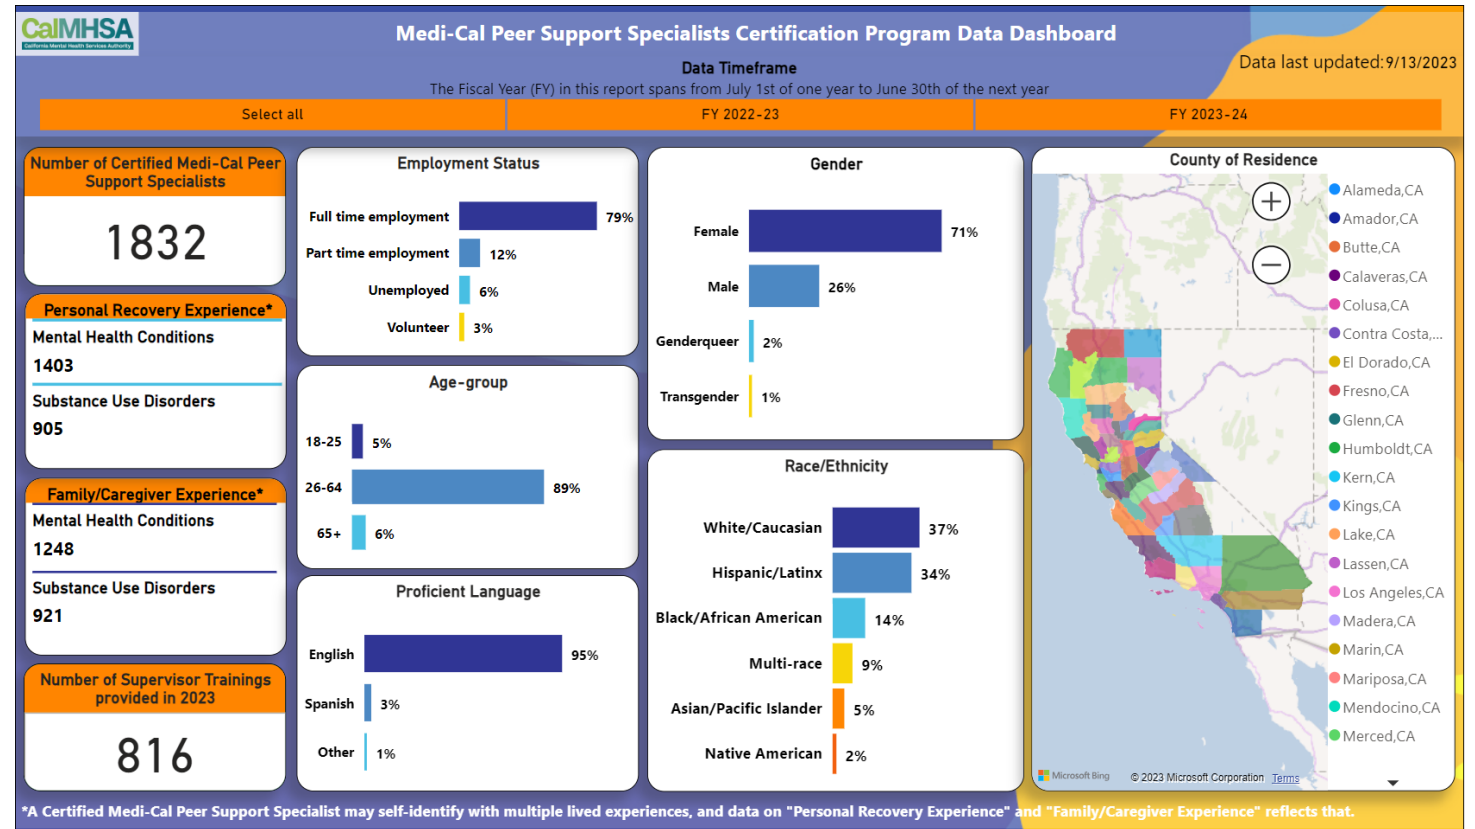 CalMHSA
California Mental Health Services Authority
Medi-Cal Peer Support Specialists Certification Program Data Dashboard
Data Timeframe
The Fiscal Year (FY) in this report spans from July 1st of one year to June 30th of the next year
Data last updated:9/13/2023
Select all
FY 2022-23
FY 2023-24
Number of Certified Medi-Cal Peer
Support Specialists
1832
Personal Recovery Experience*
Mental Health Conditions
1403
Substance Use Disorders
905
Family/Caregiver Experience*
Mental Health Conditions
1248
Substance Use Disorders
921
Number of Supervisor Trainings
provided in 2023
816
Employment Status
Full time employment 79%
Part time employment 12%
Unemployed 6%
Volunteer 3%
Age-group
18-25 5%
26-64 89%
65+ 6%
Proficient Language
English 95%
Spanish 3%
Other 1%
Gender
Female 71%
Male 26%
Genderqueer 2%
Transgender 1%
Race/Ethnicity
White/Caucasian 37%
Hispanic/Latinx 34%
Black/African American 14%
Multi-race 9%
Asian/Pacific Islander 5%
Native American 2%
County of Residence
Alameda,CA
Amador,CA
Butte,CA
Calaveras,CA
Colusa,CA
Contra Costa,...
El Dorado,CA
Fresno,CA
Glenn,CA
Humboldt,CA
Kern,CA
Kings,CA
Lake,CA
Lassen,CA
Los Angeles,CA
Madera,CA
Marin,CA
Mariposa,CA
Mendocino,CA
Merced,CA
Microsoft Bing
© 2023 Microsoft Corporation Terms
*A Certified Medi-Cal Peer Support Specialist may self-identify with multiple lived experiences, and data on "Personal Recovery Experience" and "Family/Caregiver Experience" reflects that.